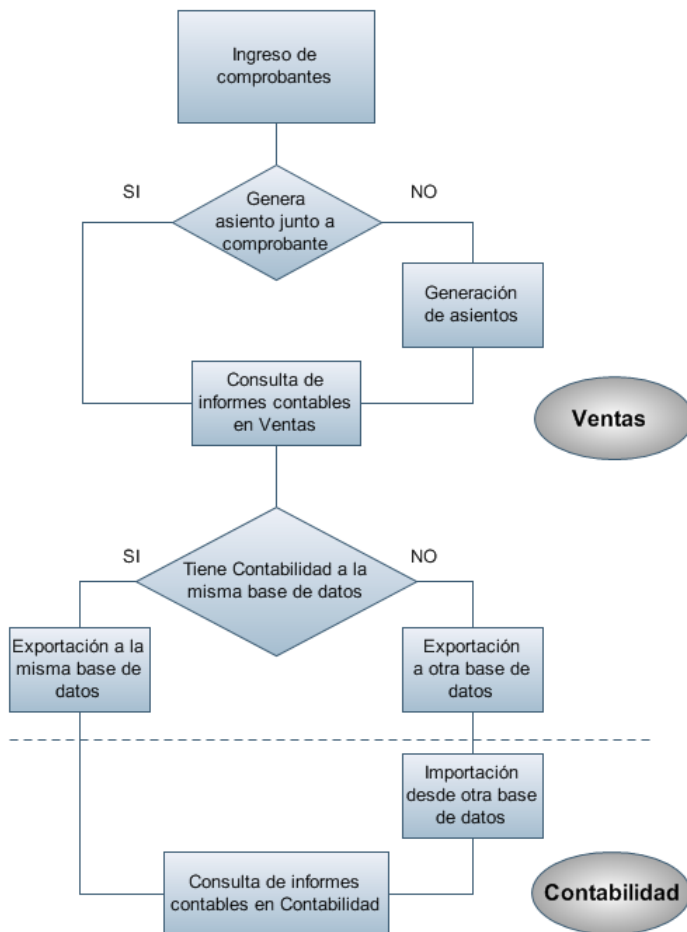 Ingreso de
comprobantes
SI
NO
Genera
asiento junto a
comprobante
Generación
de asientos
Consulta de
informes contables
en Ventas
Ventas
SI
NO
Tiene Contabilidad a la
misma base de datos
Exportación a la
misma base de
datos
Exportación
a otra base de
datos
Importación
desde otra base
de datos
Consulta de informes
contables en Contabilidad
Contabilidad